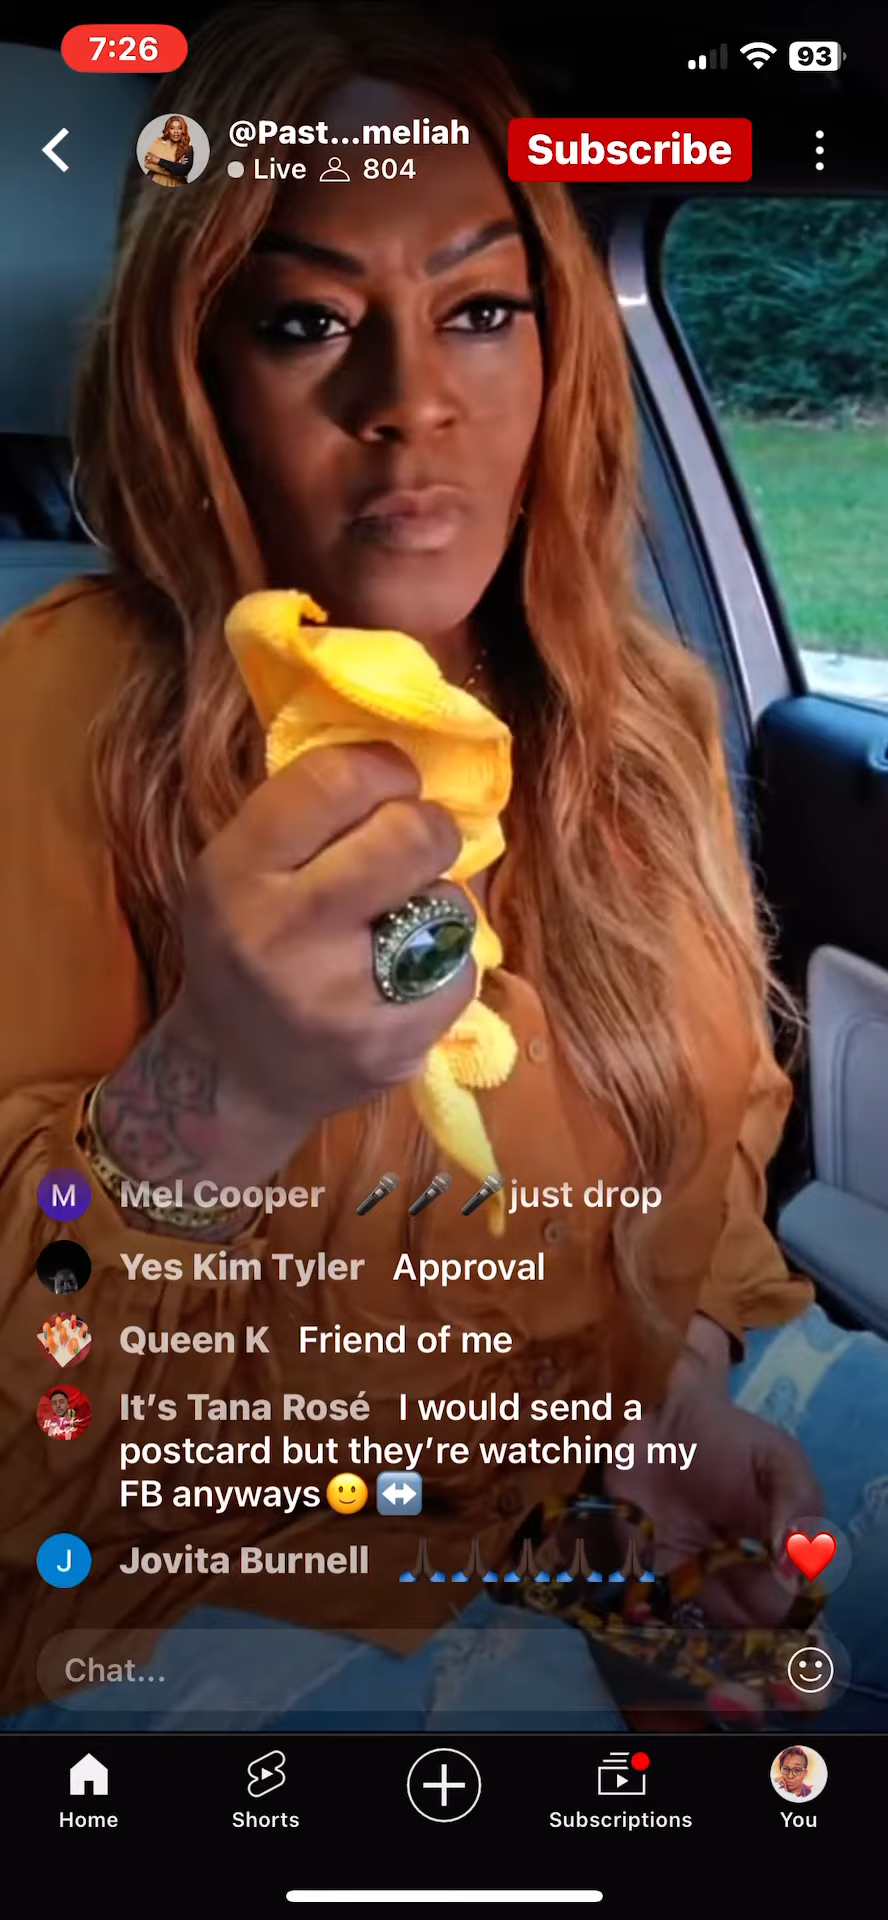 7:26
93
@Past...meliah
Live 804
Subscribe
M Mel Cooper 🎤🎤🎤just drop
Yes Kim Tyler Approval
Queen K Friend of me
It's Tana Rosé I would send a
postcard but they're watching my
FB anyways🙂↔️
J Jovita Burnell 🙏🏿🙏🏿🙏🏿🙏🏿🙏🏿
Chat...
Home Shorts Subscriptions You